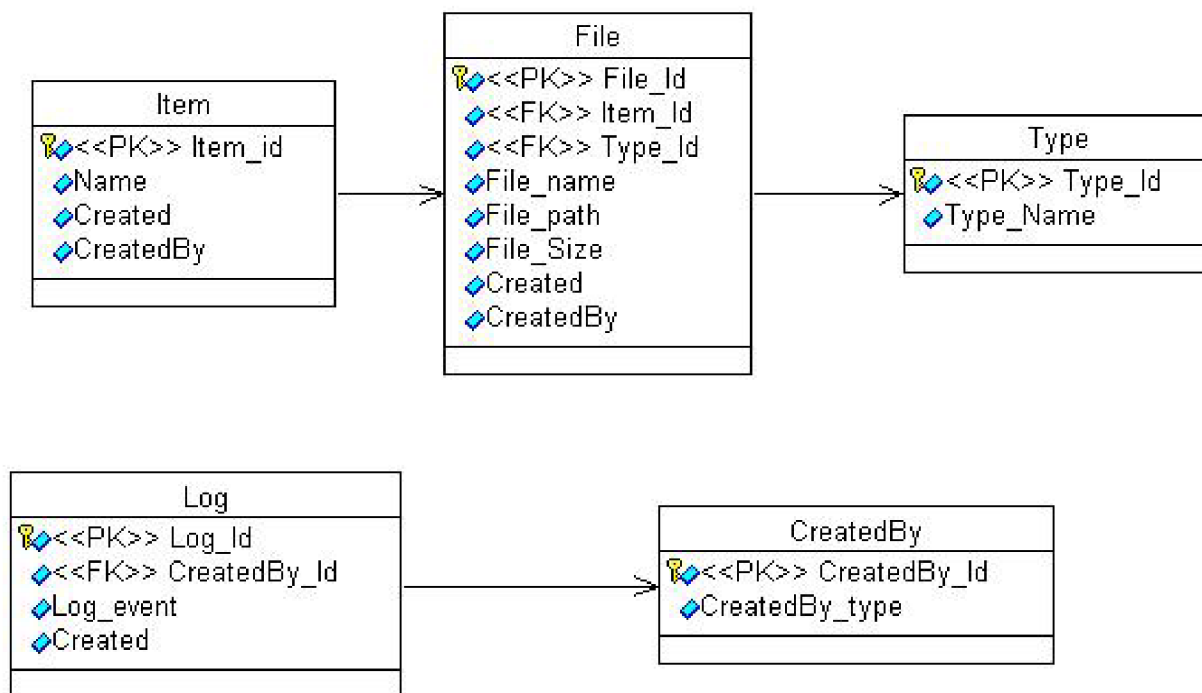 Item
<<PK>> Item_id
Name
Created
CreatedBy
File
<<PK>> File_Id
<<FK>> Item_Id
<<FK>> Type_Id
File_name
File_path
File_Size
Created
CreatedBy
Type
<<PK>> Type_Id
Type_Name
Log
<<PK>> Log_Id
<<FK>> CreatedBy_Id
Log_event
Created
CreatedBy
<<PK>> CreatedBy_Id
CreatedBy_type